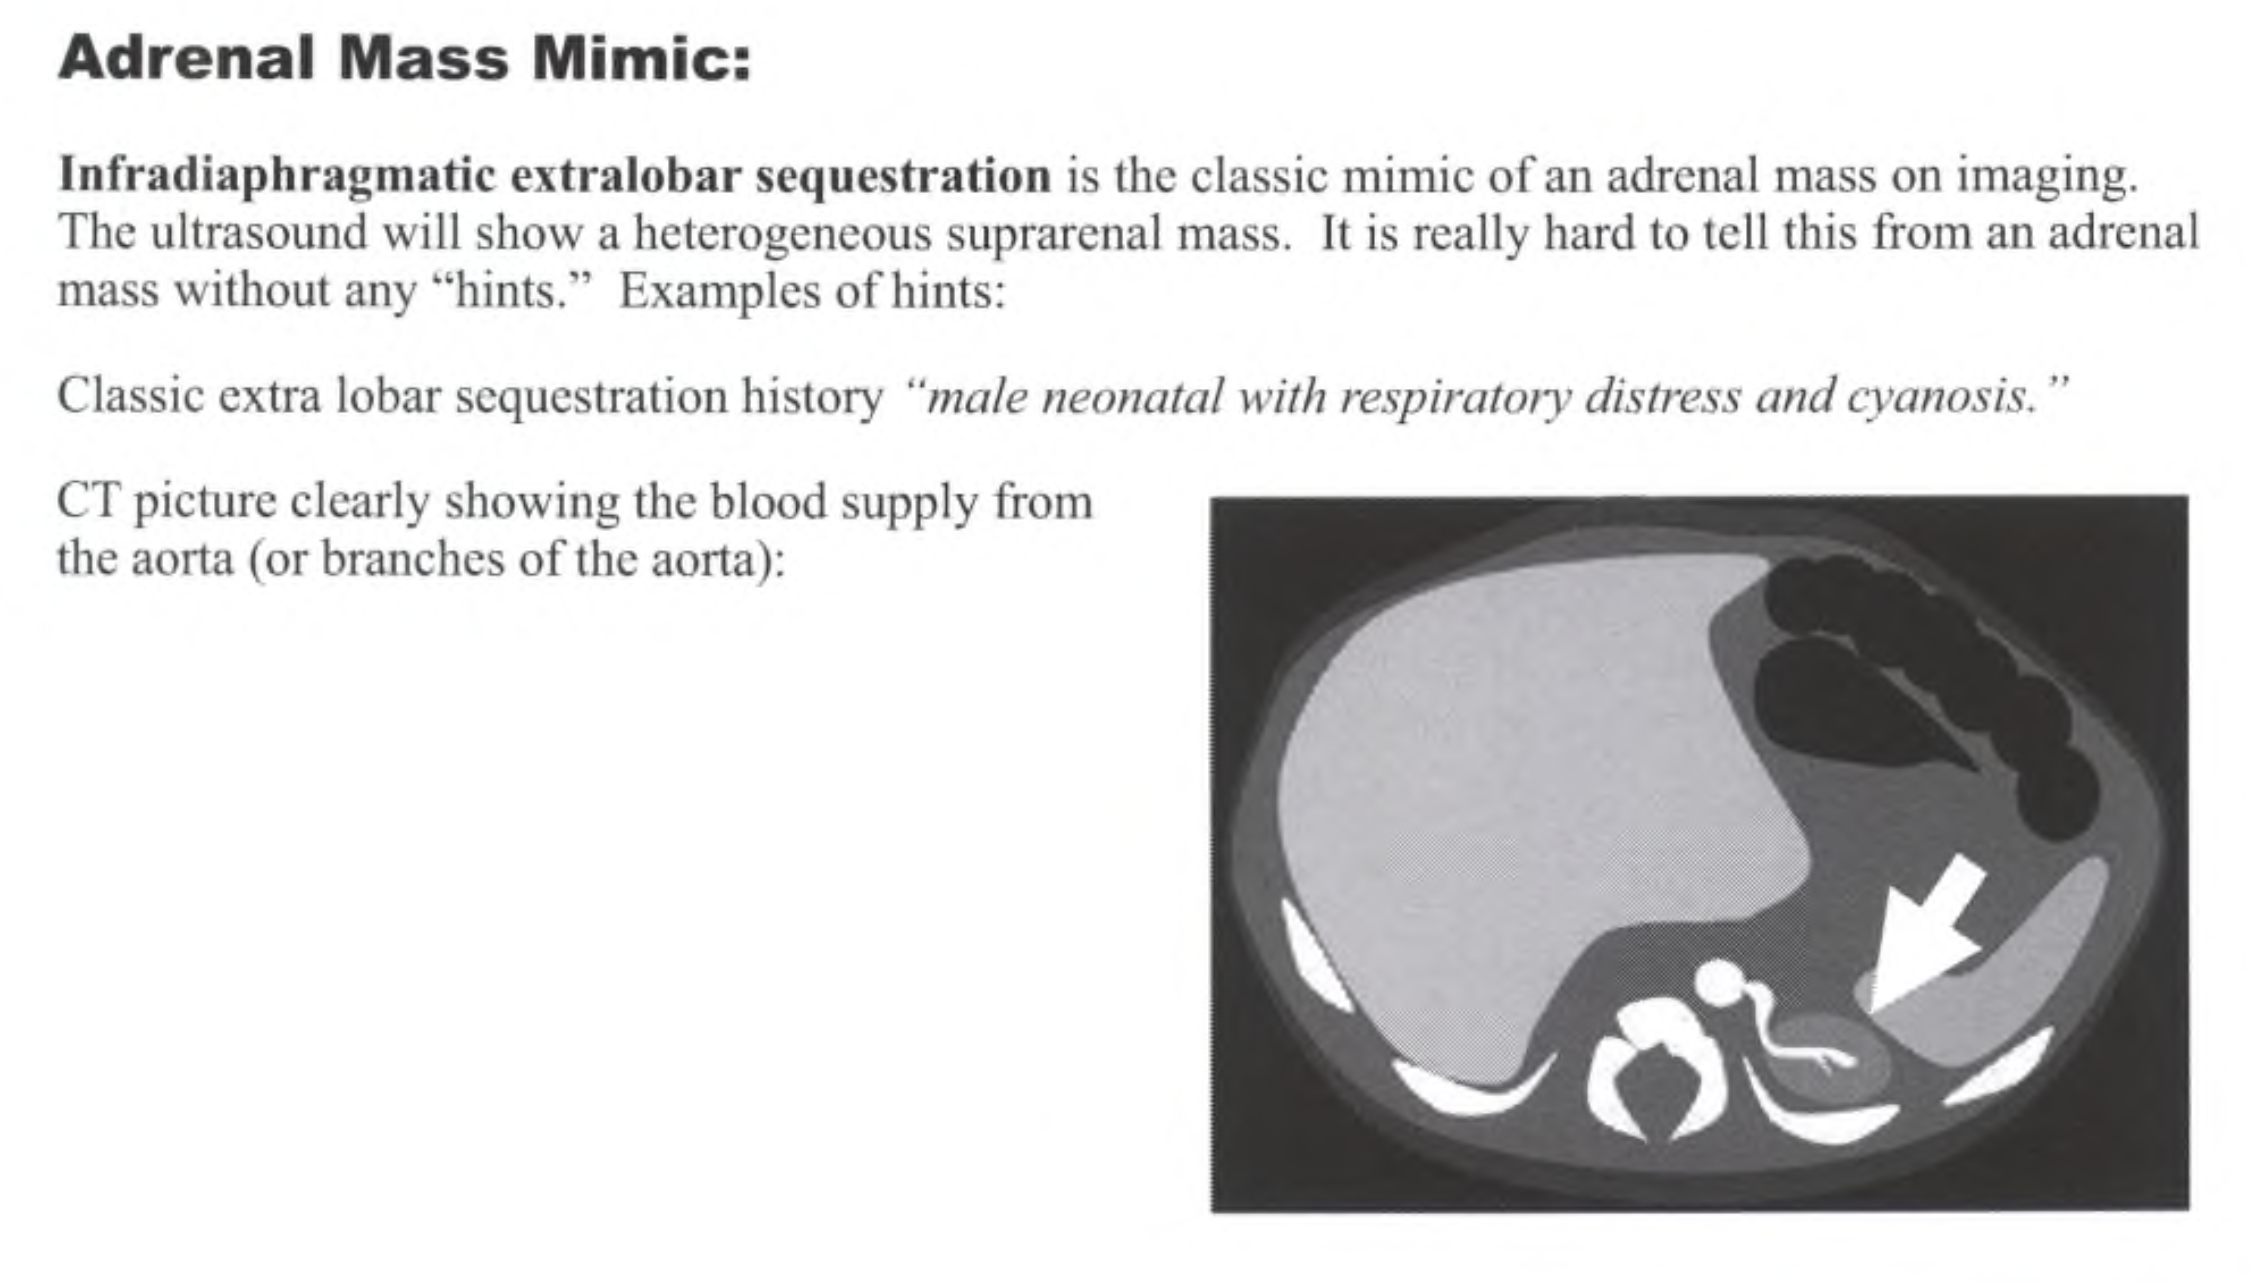 Adrenal Mass Mimic:
Infradiaphragmatic extralobar sequestration is the classic mimic of an adrenal mass on imaging.
The ultrasound will show a heterogeneous suprarenal mass. It is really hard to tell this from an adrenal
mass without any “hints.” Examples of hints:
Classic extra lobar sequestration history “male neonatal with respiratory distress and cyanosis.”
CT picture clearly showing the blood supply from
the aorta (or branches of the aorta):